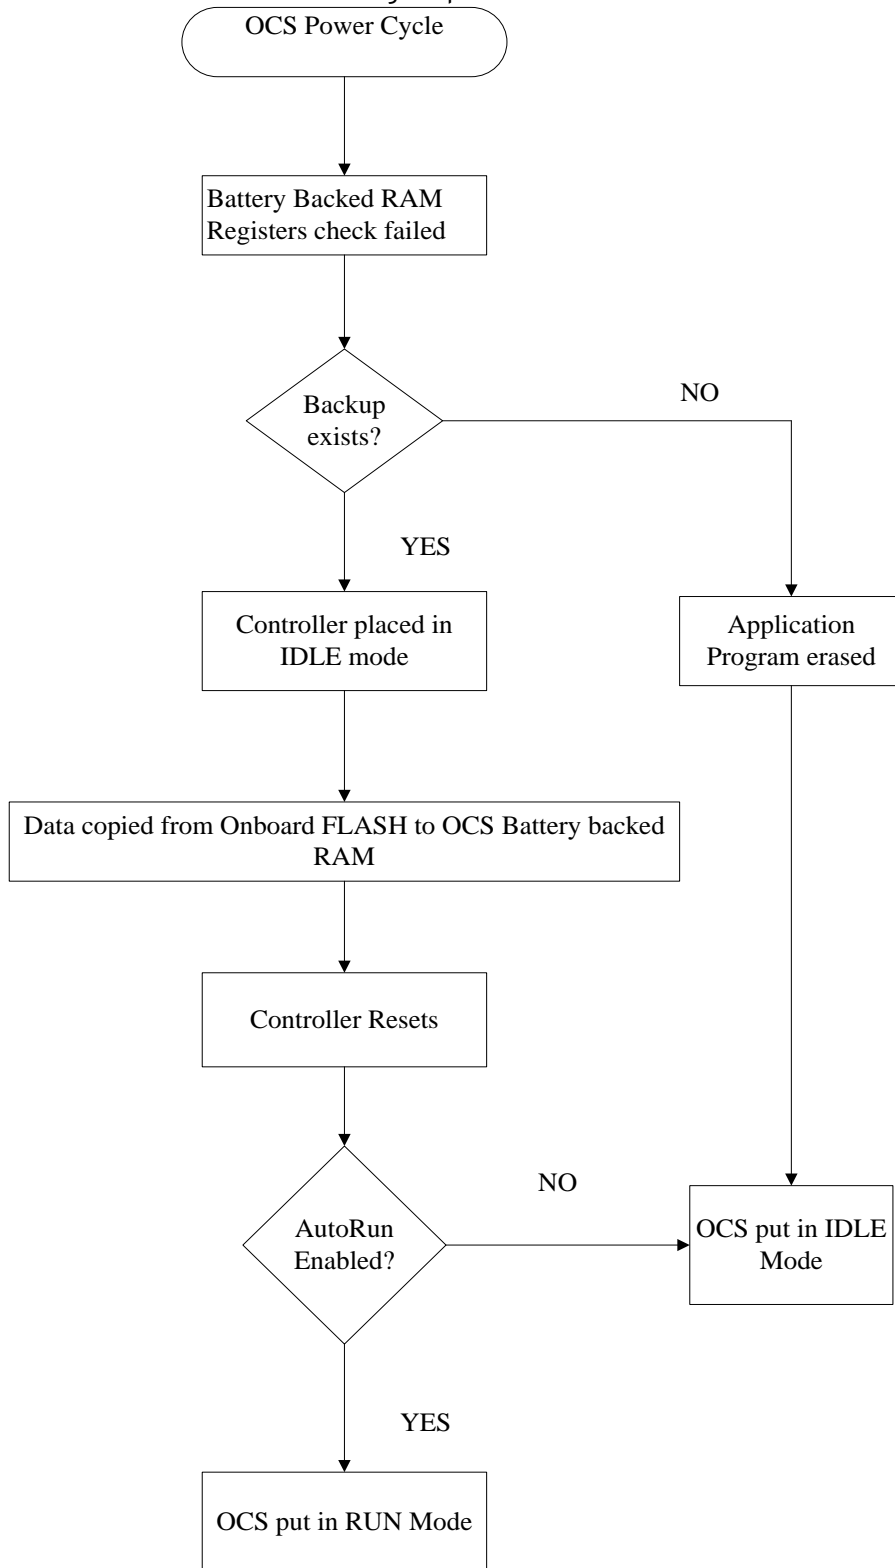 OCS Power Cycle
Battery Backed RAM
Registers check failed
Backup
exists?
NO
YES
Controller placed in
IDLE mode
Application
Program erased
Data copied from Onboard FLASH to OCS Battery backed
RAM
Controller Resets
NO
AutoRun
Enabled?
OCS put in IDLE
Mode
YES
OCS put in RUN Mode